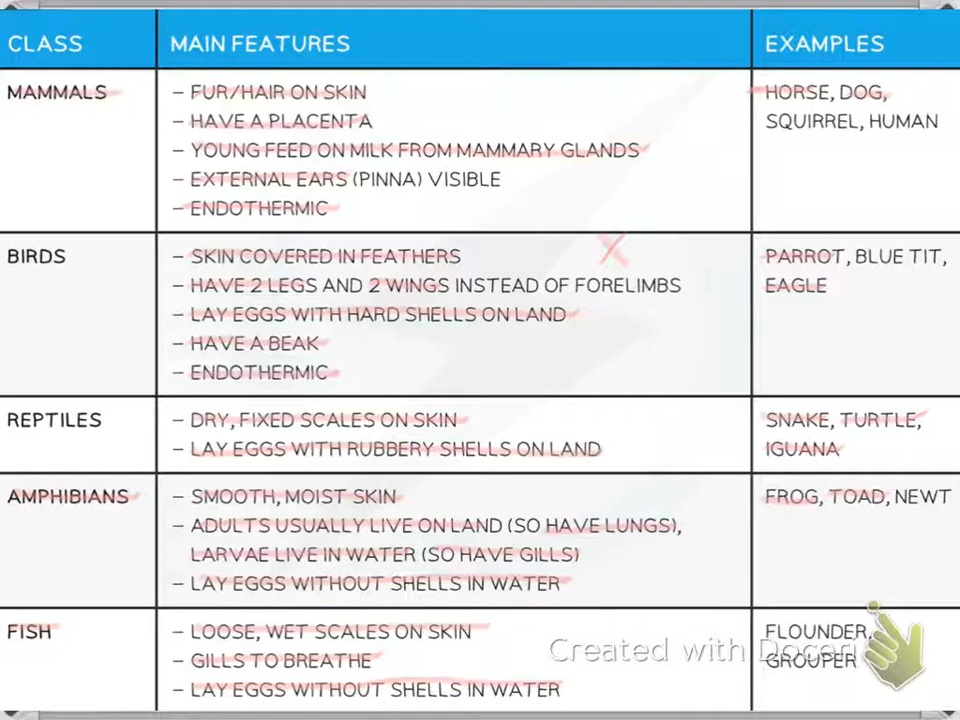 CLASS MAIN FEATURES EXAMPLES
MAMMALS – FUR/HAIR ON SKIN HORSE, DOG,
– HAVE A PLACENTA SQUIRREL, HUMAN
– YOUNG FEED ON MILK FROM MAMMARY GLANDS
– EXTERNAL EARS (PINNA) VISIBLE
– ENDOTHERMIC
BIRDS – SKIN COVERED IN FEATHERS PARROT, BLUE TIT,
– HAVE 2 LEGS AND 2 WINGS INSTEAD OF FORELIMBS EAGLE
– LAY EGGS WITH HARD SHELLS ON LAND
– HAVE A BEAK
– ENDOTHERMIC
REPTILES – DRY, FIXED SCALES ON SKIN SNAKE, TURTLE,
– LAY EGGS WITH RUBBERY SHELLS ON LAND IGUANA
AMPHIBIANS – SMOOTH, MOIST SKIN FROG, TOAD, NEWT
– ADULTS USUALLY LIVE ON LAND (SO HAVE LUNGS),
LARVAE LIVE IN WATER (SO HAVE GILLS)
– LAY EGGS WITHOUT SHELLS IN WATER
FISH – LOOSE, WET SCALES ON SKIN FLOUNDER,
– GILLS TO BREATHE GROUPER
– LAY EGGS WITHOUT SHELLS IN WATER
Created with Doceri